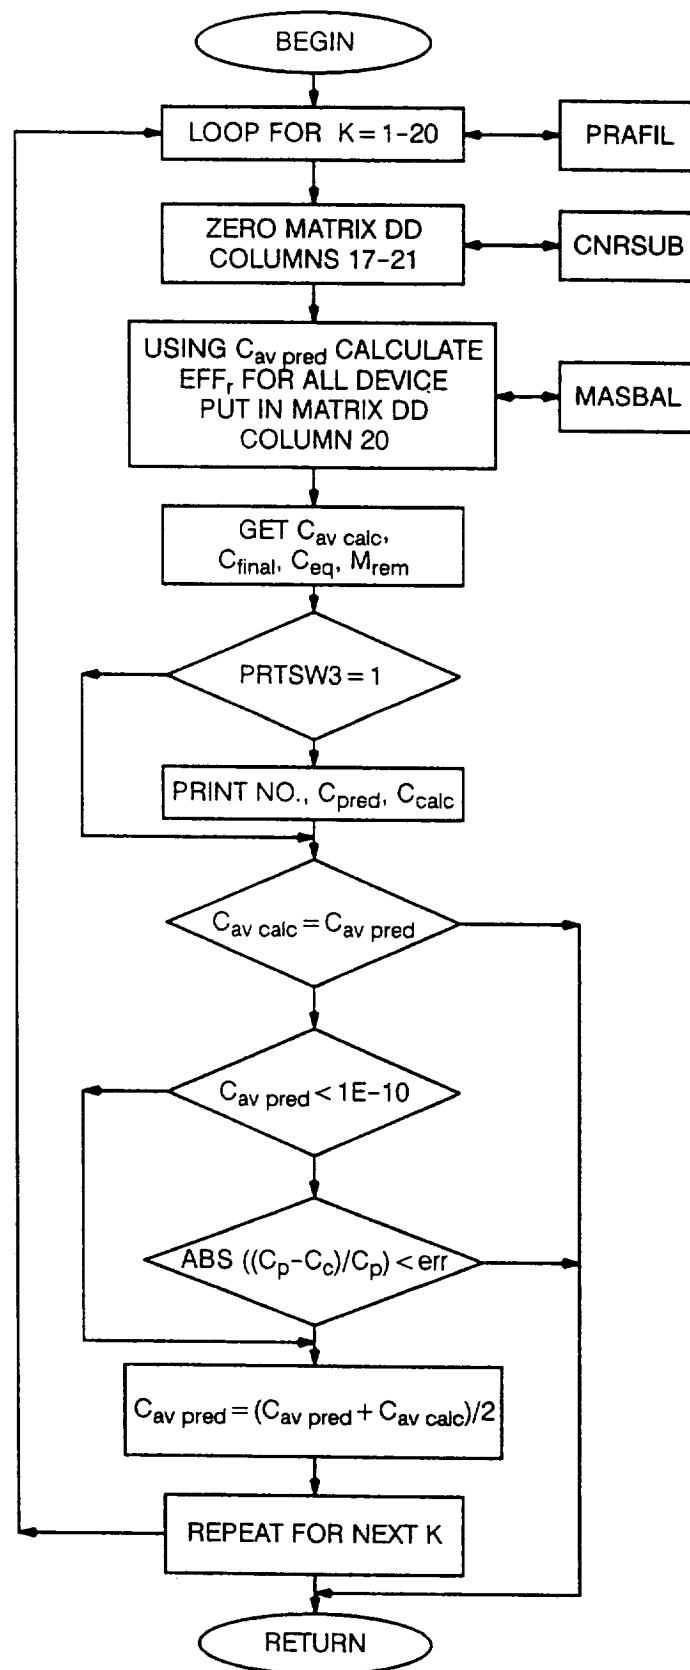 BEGIN
LOOP FOR K = 1-20
PRAFIL
ZERO MATRIX DD
COLUMNS 17-21
CNRSUB
USING Cav pred CALCULATE
EFFr FOR ALL DEVICE
PUT IN MATRIX DD
COLUMN 20
MASBAL
GET Cav calc,
Cfinal, Ceq, Mrem
PRTSW3 = 1
PRINT NO., Cpred, Ccalc
Cav calc = Cav pred
Cav pred < 1E-10
ABS ((Cp-Cc)/Cp) < err
Cav pred = (Cav pred + Cav calc)/2
REPEAT FOR NEXT K
RETURN